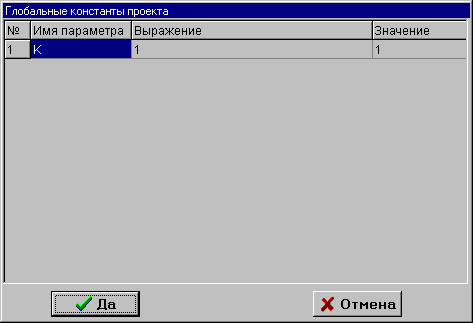 Глобальные константы проекта
№ Имя параметра Выражение Значение
1 K 1 1
Да Отмена